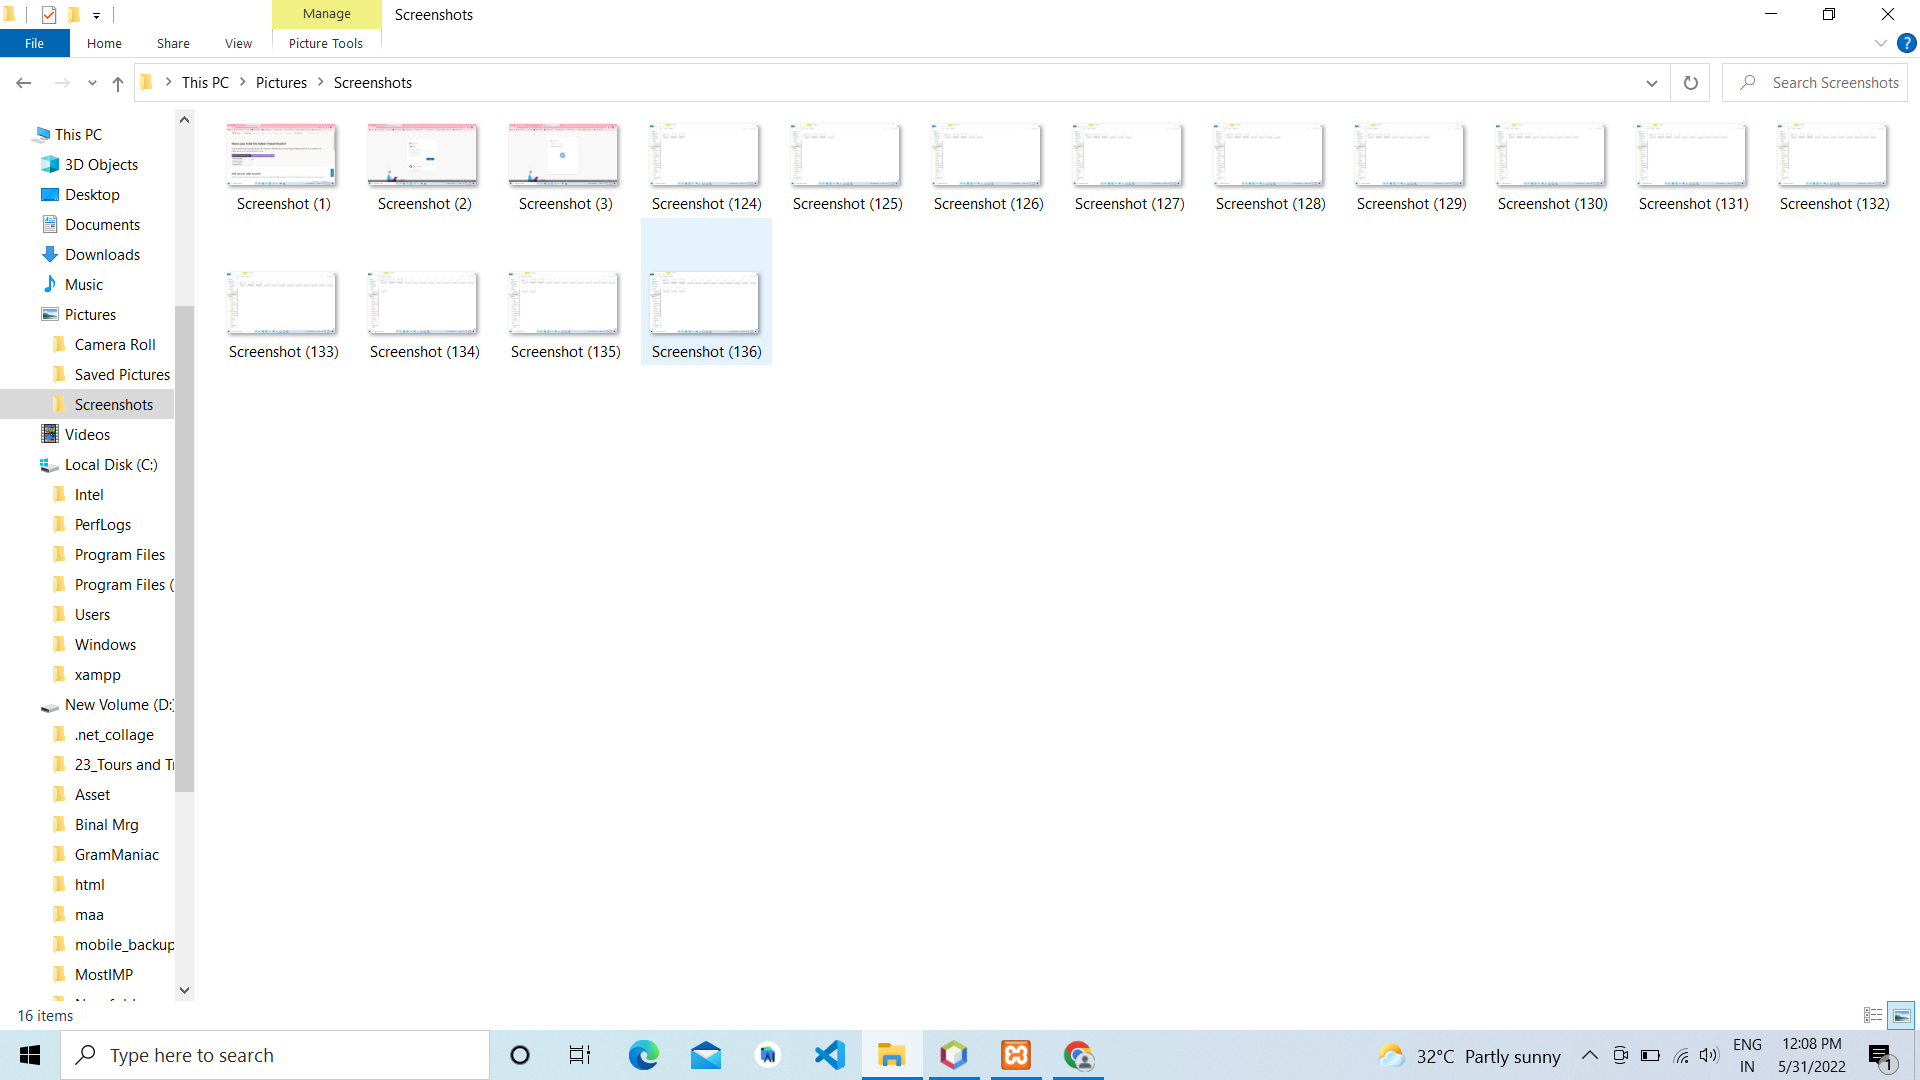 Manage
Screenshots
File
Home
Share
View
Picture Tools
This PC
Pictures
Screenshots
Search Screenshots
This PC
3D Objects
Desktop
Documents
Downloads
Music
Pictures
Camera Roll
Saved Pictures
Screenshots
Videos
Local Disk (C:)
Intel
PerfLogs
Program Files
Program Files (
Users
Windows
xampp
New Volume (D:)
.net_collage
23_Tours and Tr
Asset
Binal Mrg
GramManiac
html
maa
mobile_backup
MostIMP
Screenshot (1)
Screenshot (2)
Screenshot (3)
Screenshot (124)
Screenshot (125)
Screenshot (126)
Screenshot (127)
Screenshot (128)
Screenshot (129)
Screenshot (130)
Screenshot (131)
Screenshot (132)
Screenshot (133)
Screenshot (134)
Screenshot (135)
Screenshot (136)
16 items
Type here to search
32°C Partly sunny
ENG
IN
12:08 PM
5/31/2022
1